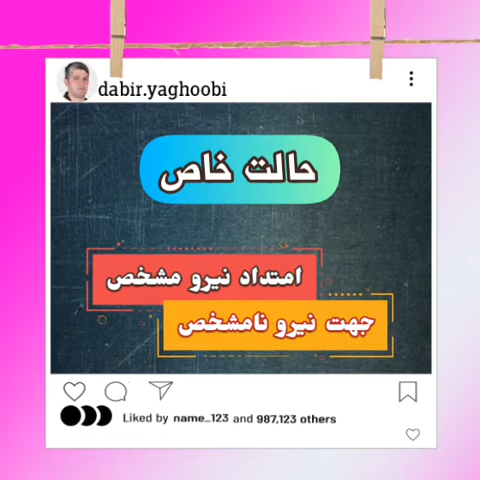 dabir.yaghoobi
حالت خاص
امتداد نیرو مشخص
جهت نیرو نامشخص
Liked by name_123 and 987,123 others